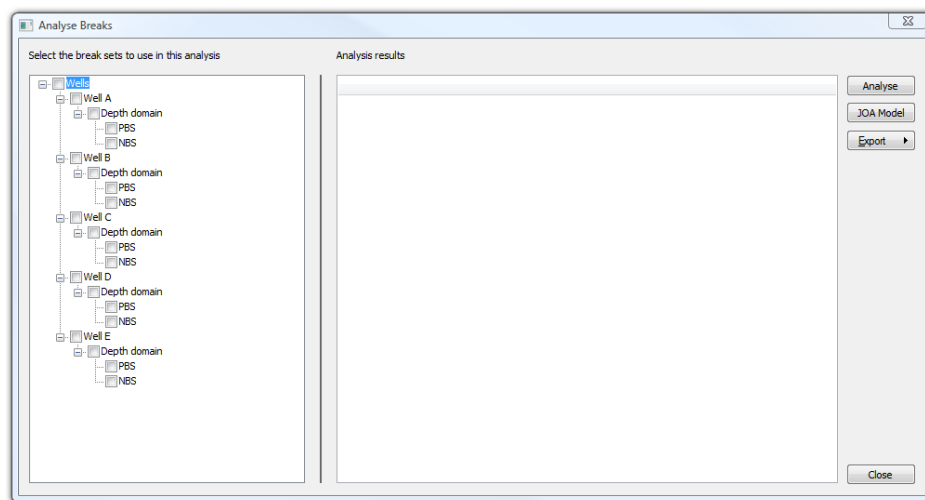 Analyse Breaks
Select the break sets to use in this analysis
Wells
Well A
Depth domain
PBS
NBS
Well B
Depth domain
PBS
NBS
Well C
Depth domain
PBS
NBS
Well D
Depth domain
PBS
NBS
Well E
Depth domain
PBS
NBS
Analysis results
Analyse
JOA Model
Export
Close